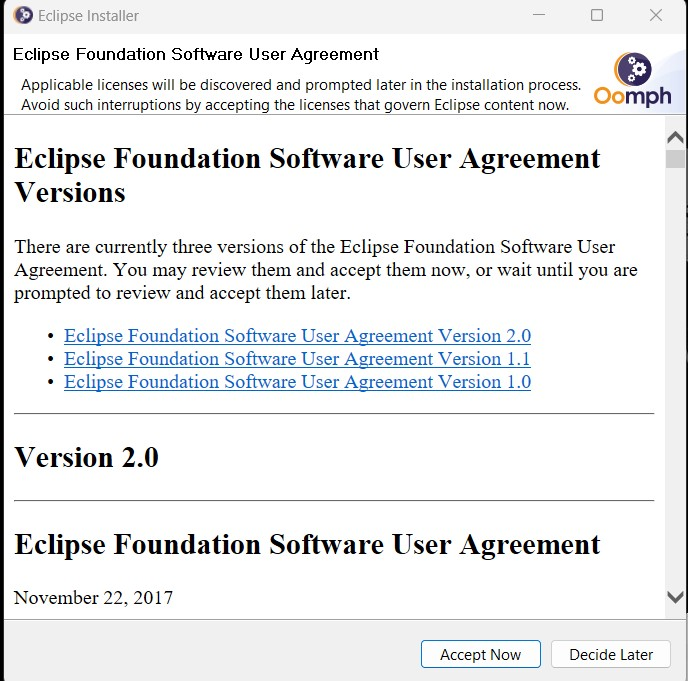 Eclipse Installer
Eclipse Foundation Software User Agreement
Applicable licenses will be discovered and prompted later in the installation process.
Avoid such interruptions by accepting the licenses that govern Eclipse content now.
Oomph
Eclipse Foundation Software User Agreement
Versions
There are currently three versions of the Eclipse Foundation Software User
Agreement. You may review them and accept them now, or wait until you are
prompted to review and accept them later.
• Eclipse Foundation Software User Agreement Version 2.0
• Eclipse Foundation Software User Agreement Version 1.1
• Eclipse Foundation Software User Agreement Version 1.0
Version 2.0
Eclipse Foundation Software User Agreement
November 22, 2017
Accept Now
Decide Later